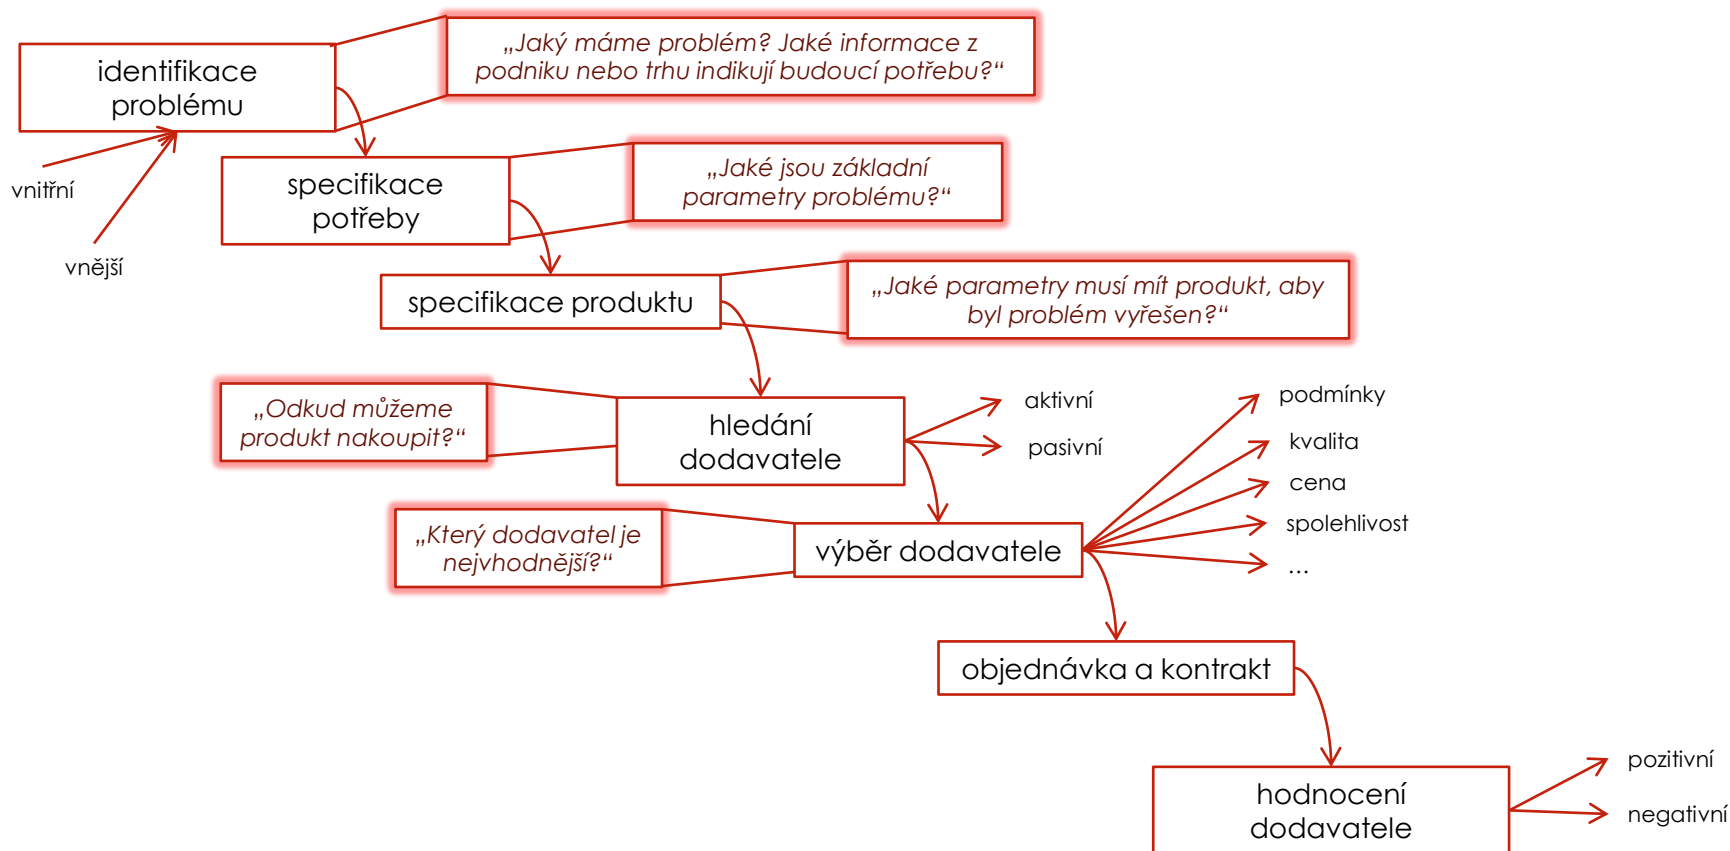 identifikace
problému
„Jaký máme problém? Jaké informace z
podniku nebo trhu indikují budoucí potřebu?“
vnitřní
vnější
specifikace
potřeby
„Jaké jsou základní
parametry problému?“
specifikace produktu
„Jaké parametry musí mít produkt, aby
byl problém vyřešen?“
„Odkud můžeme
produkt nakoupit?“
hledání
dodavatele
aktivní
pasivní
„Který dodavatel je
nejvhodnější?“
výběr dodavatele
podmínky
kvalita
cena
spolehlivost
...
objednávka a kontrakt
hodnocení
dodavatele
pozitivní
negativní